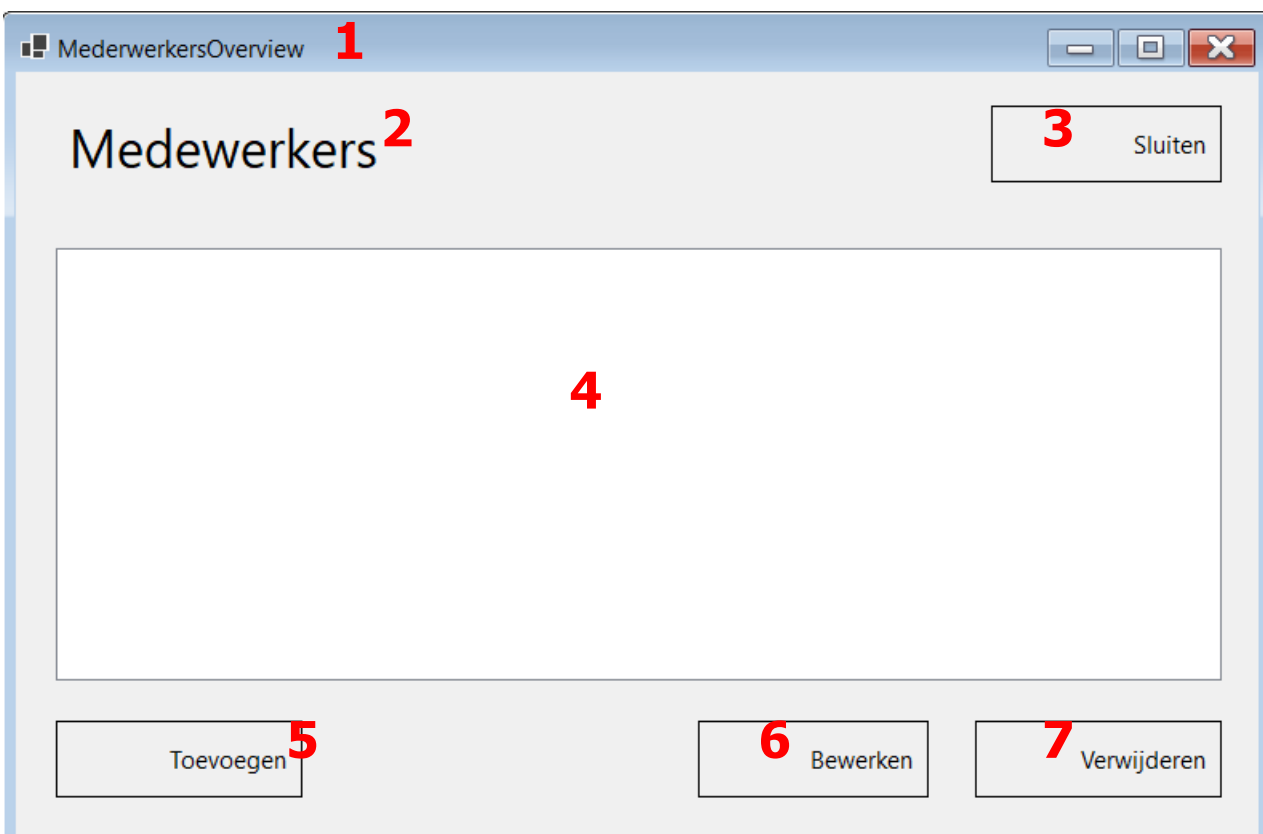 MederwerkersOverview 1
Medewerkers 2
3 Sluiten
4
Toevoegen 5
6 Bewerken
7 Verwijderen